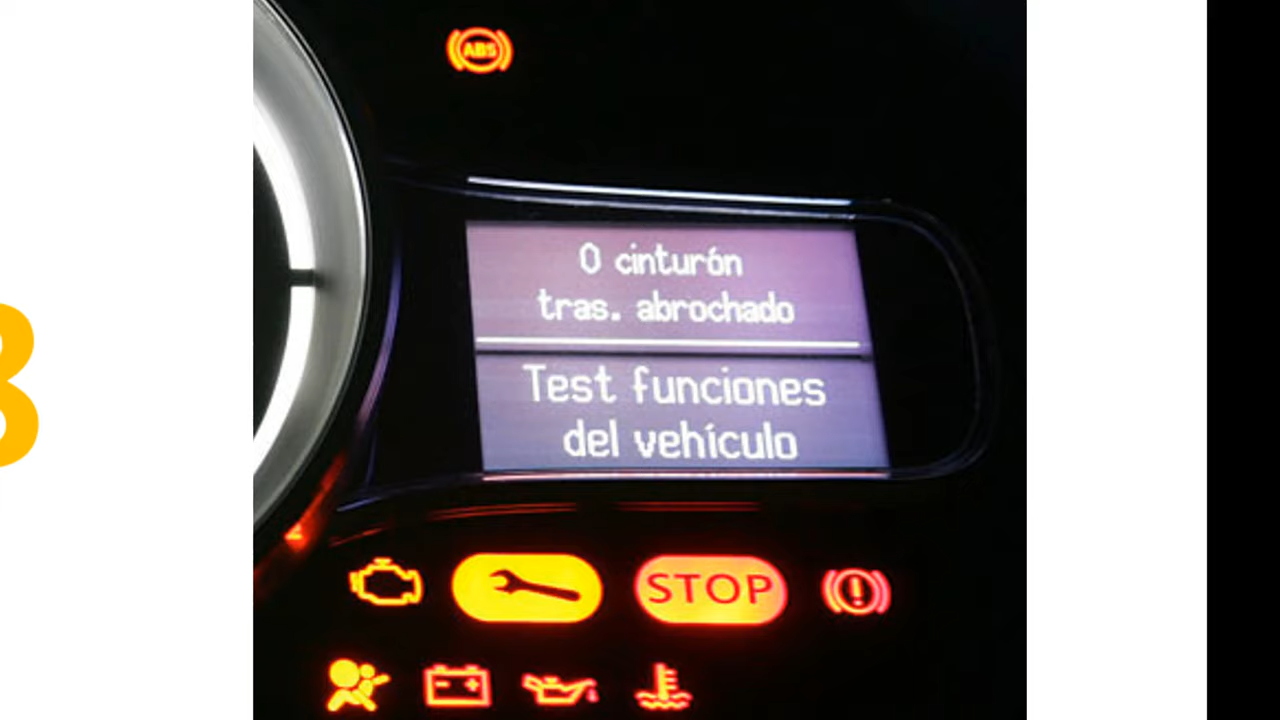 ABS
0 cinturón
tras. abrochado
Test funciones
del vehículo
STOP